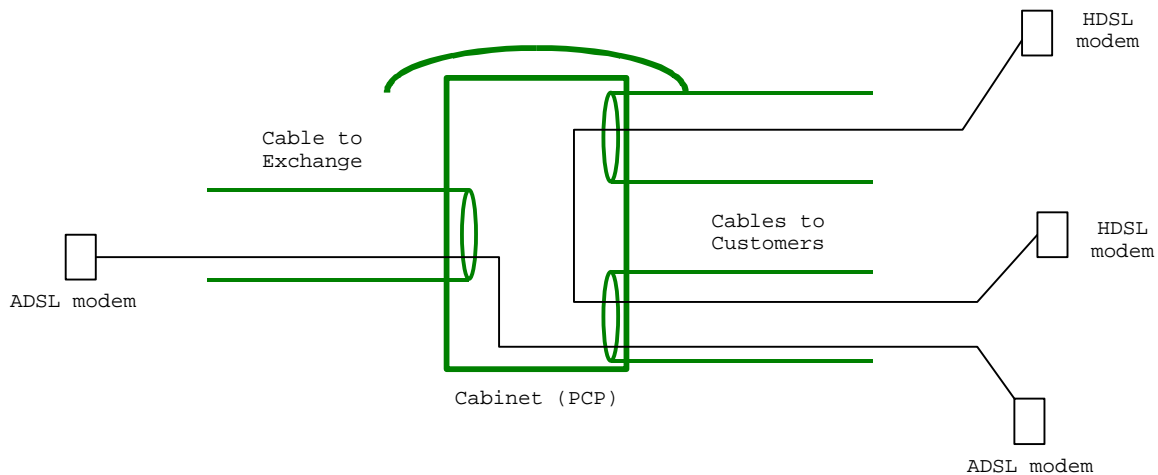 HDSL
modem
Cable to
Exchange
Cables to
Customers
HDSL
modem
ADSL modem
Cabinet (PCP)
ADSL modem